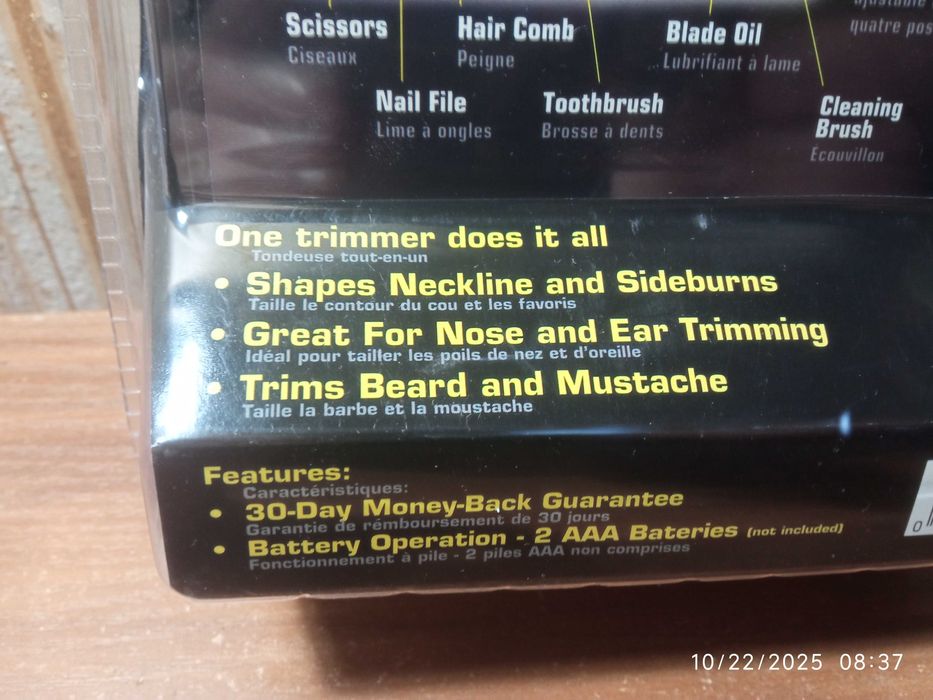 Scissors
Ciseaux
Hair Comb
Peigne
Blade Oil
Lubrifiant à lame
ajustable
quatre pos
Nail File
Lime à ongles
Toothbrush
Brosse à dents
Cleaning
Brush
Écouvillon
One trimmer does it all
Tondeuse tout-en-un
• Shapes Neckline and Sideburns
Taille le contour du cou et les favoris
• Great For Nose and Ear Trimming
Idéal pour tailler les poils de nez et d'oreille
• Trims Beard and Mustache
Taille la barbe et la moustache
Features:
Caractéristiques:
• 30-Day Money-Back Guarantee
Garantie de rémboursement de 30 jours
• Battery Operation - 2 AAA Bateries (not included)
Fonctionnement à pile - 2 piles AAA non comprises
0
10/22/2025 08:37